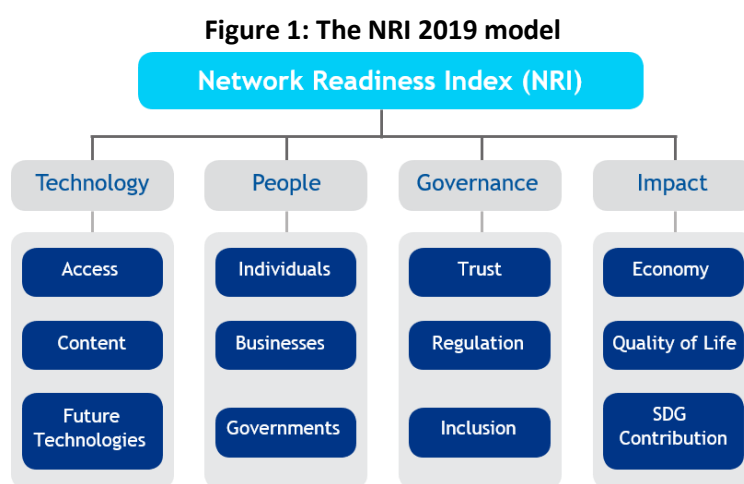 Figure 1: The NRI 2019 model
Network Readiness Index (NRI)
Technology
People
Governance
Impact
Access
Individuals
Trust
Economy
Content
Businesses
Regulation
Quality of Life
Future
Technologies
Governments
Inclusion
SDG
Contribution